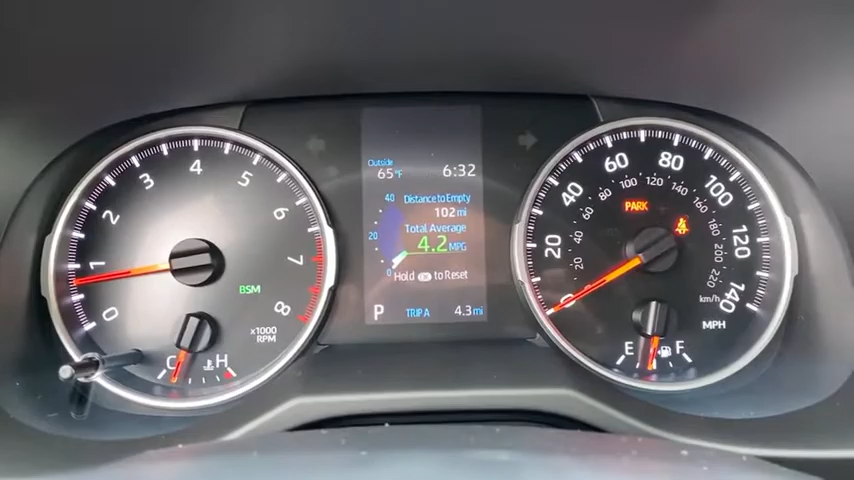 0
1
2
3
4
5
6
7
8
x1000
RPM
BSM
C
H
Outside
65°F
6:32
40
20
0
Distance to Empty
102 mi
Total Average
4.2 MPG
Hold OK to Reset
P
TRIP A
4.3 mi
0
20
40
60
80
100
120
140
MPH
20
40
60
80
100
120
140
160
180
200
220
km/h
PARK
E
F